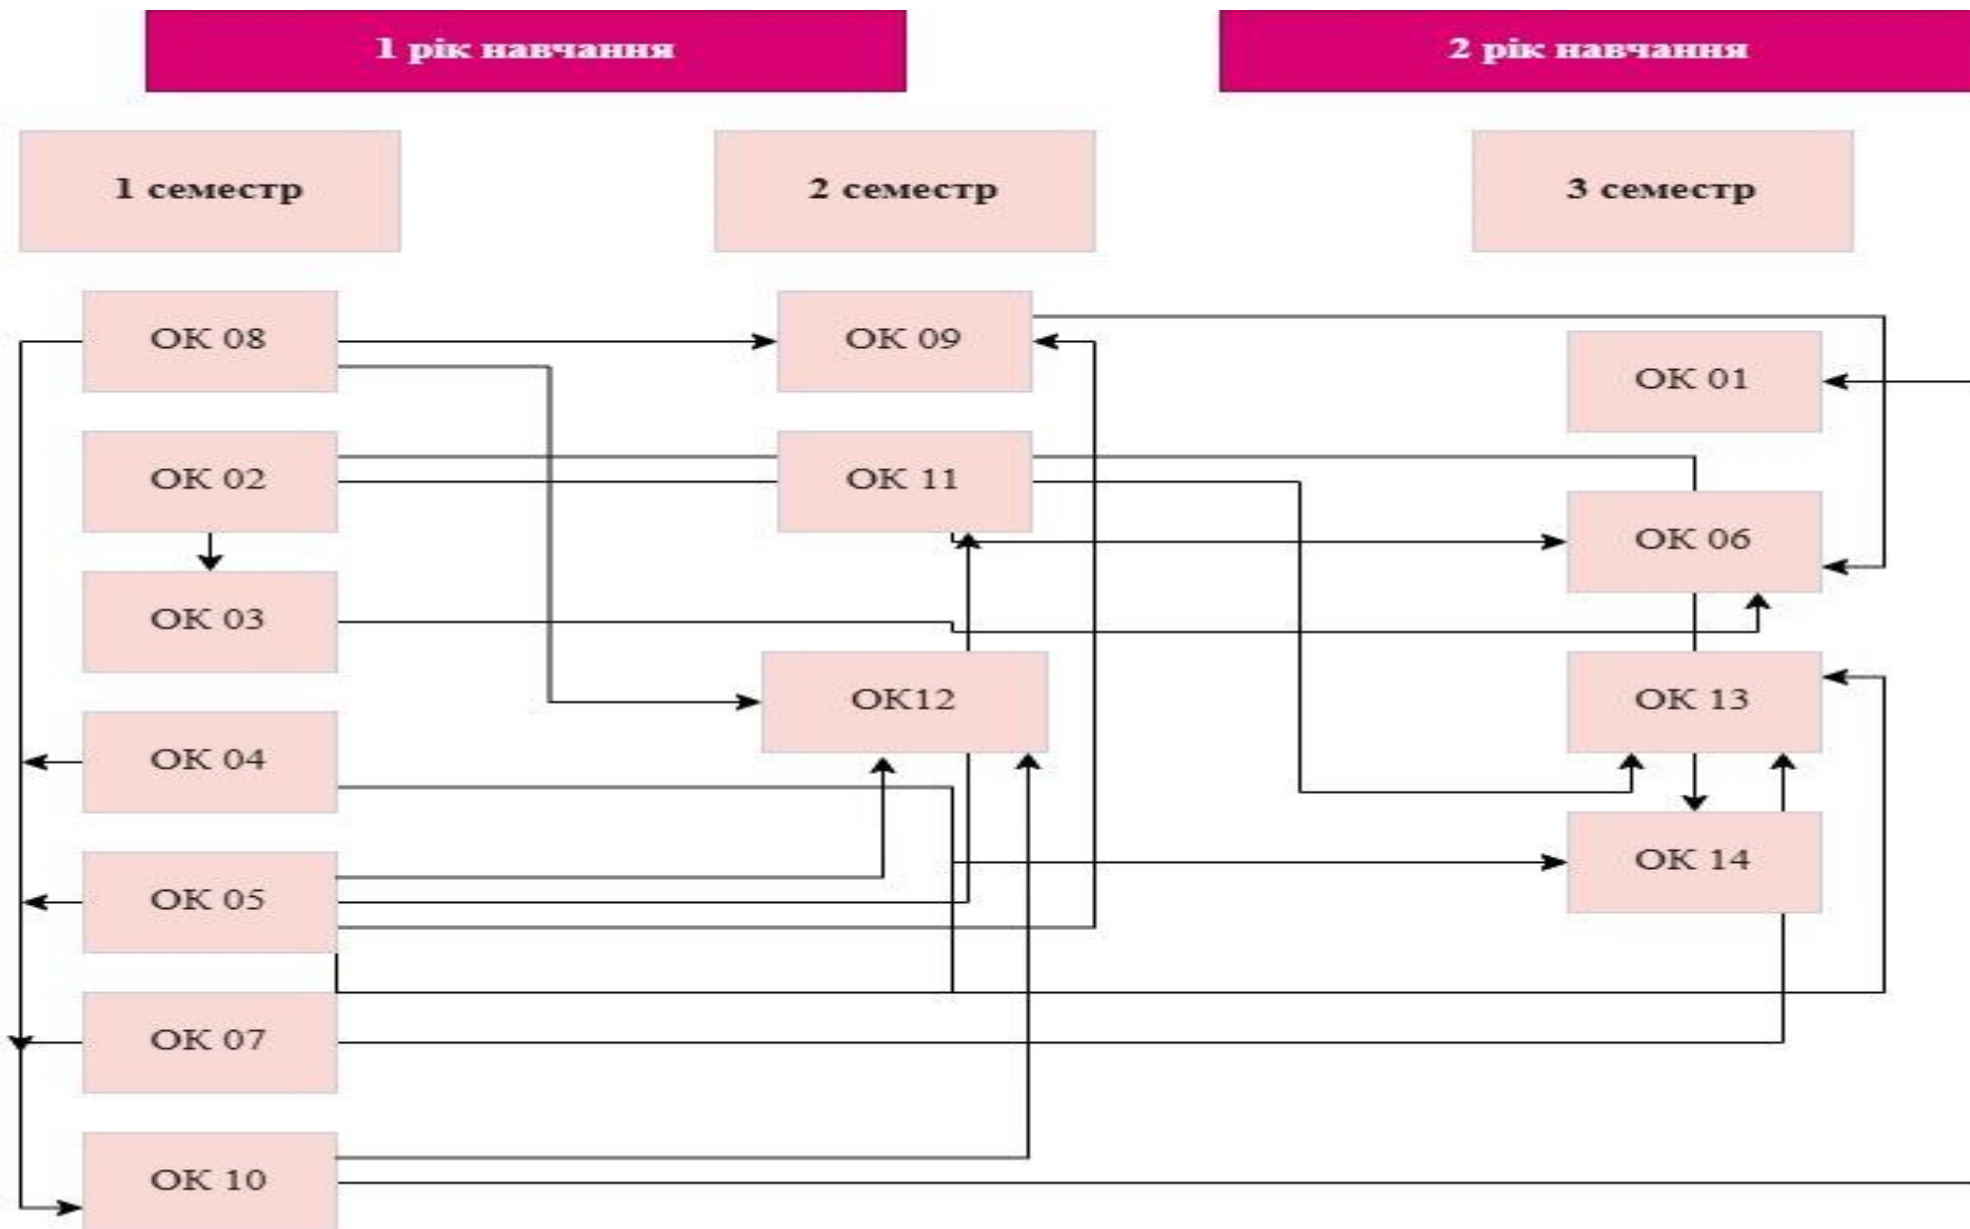 1 рік навчання
2 рік навчання
1 семестр
2 семестр
3 семестр
ОК 08
ОК 09
ОК 01
ОК 02
ОК 11
ОК 06
ОК 03
ОК12
ОК 13
ОК 04
ОК 14
ОК 05
ОК 07
ОК 10